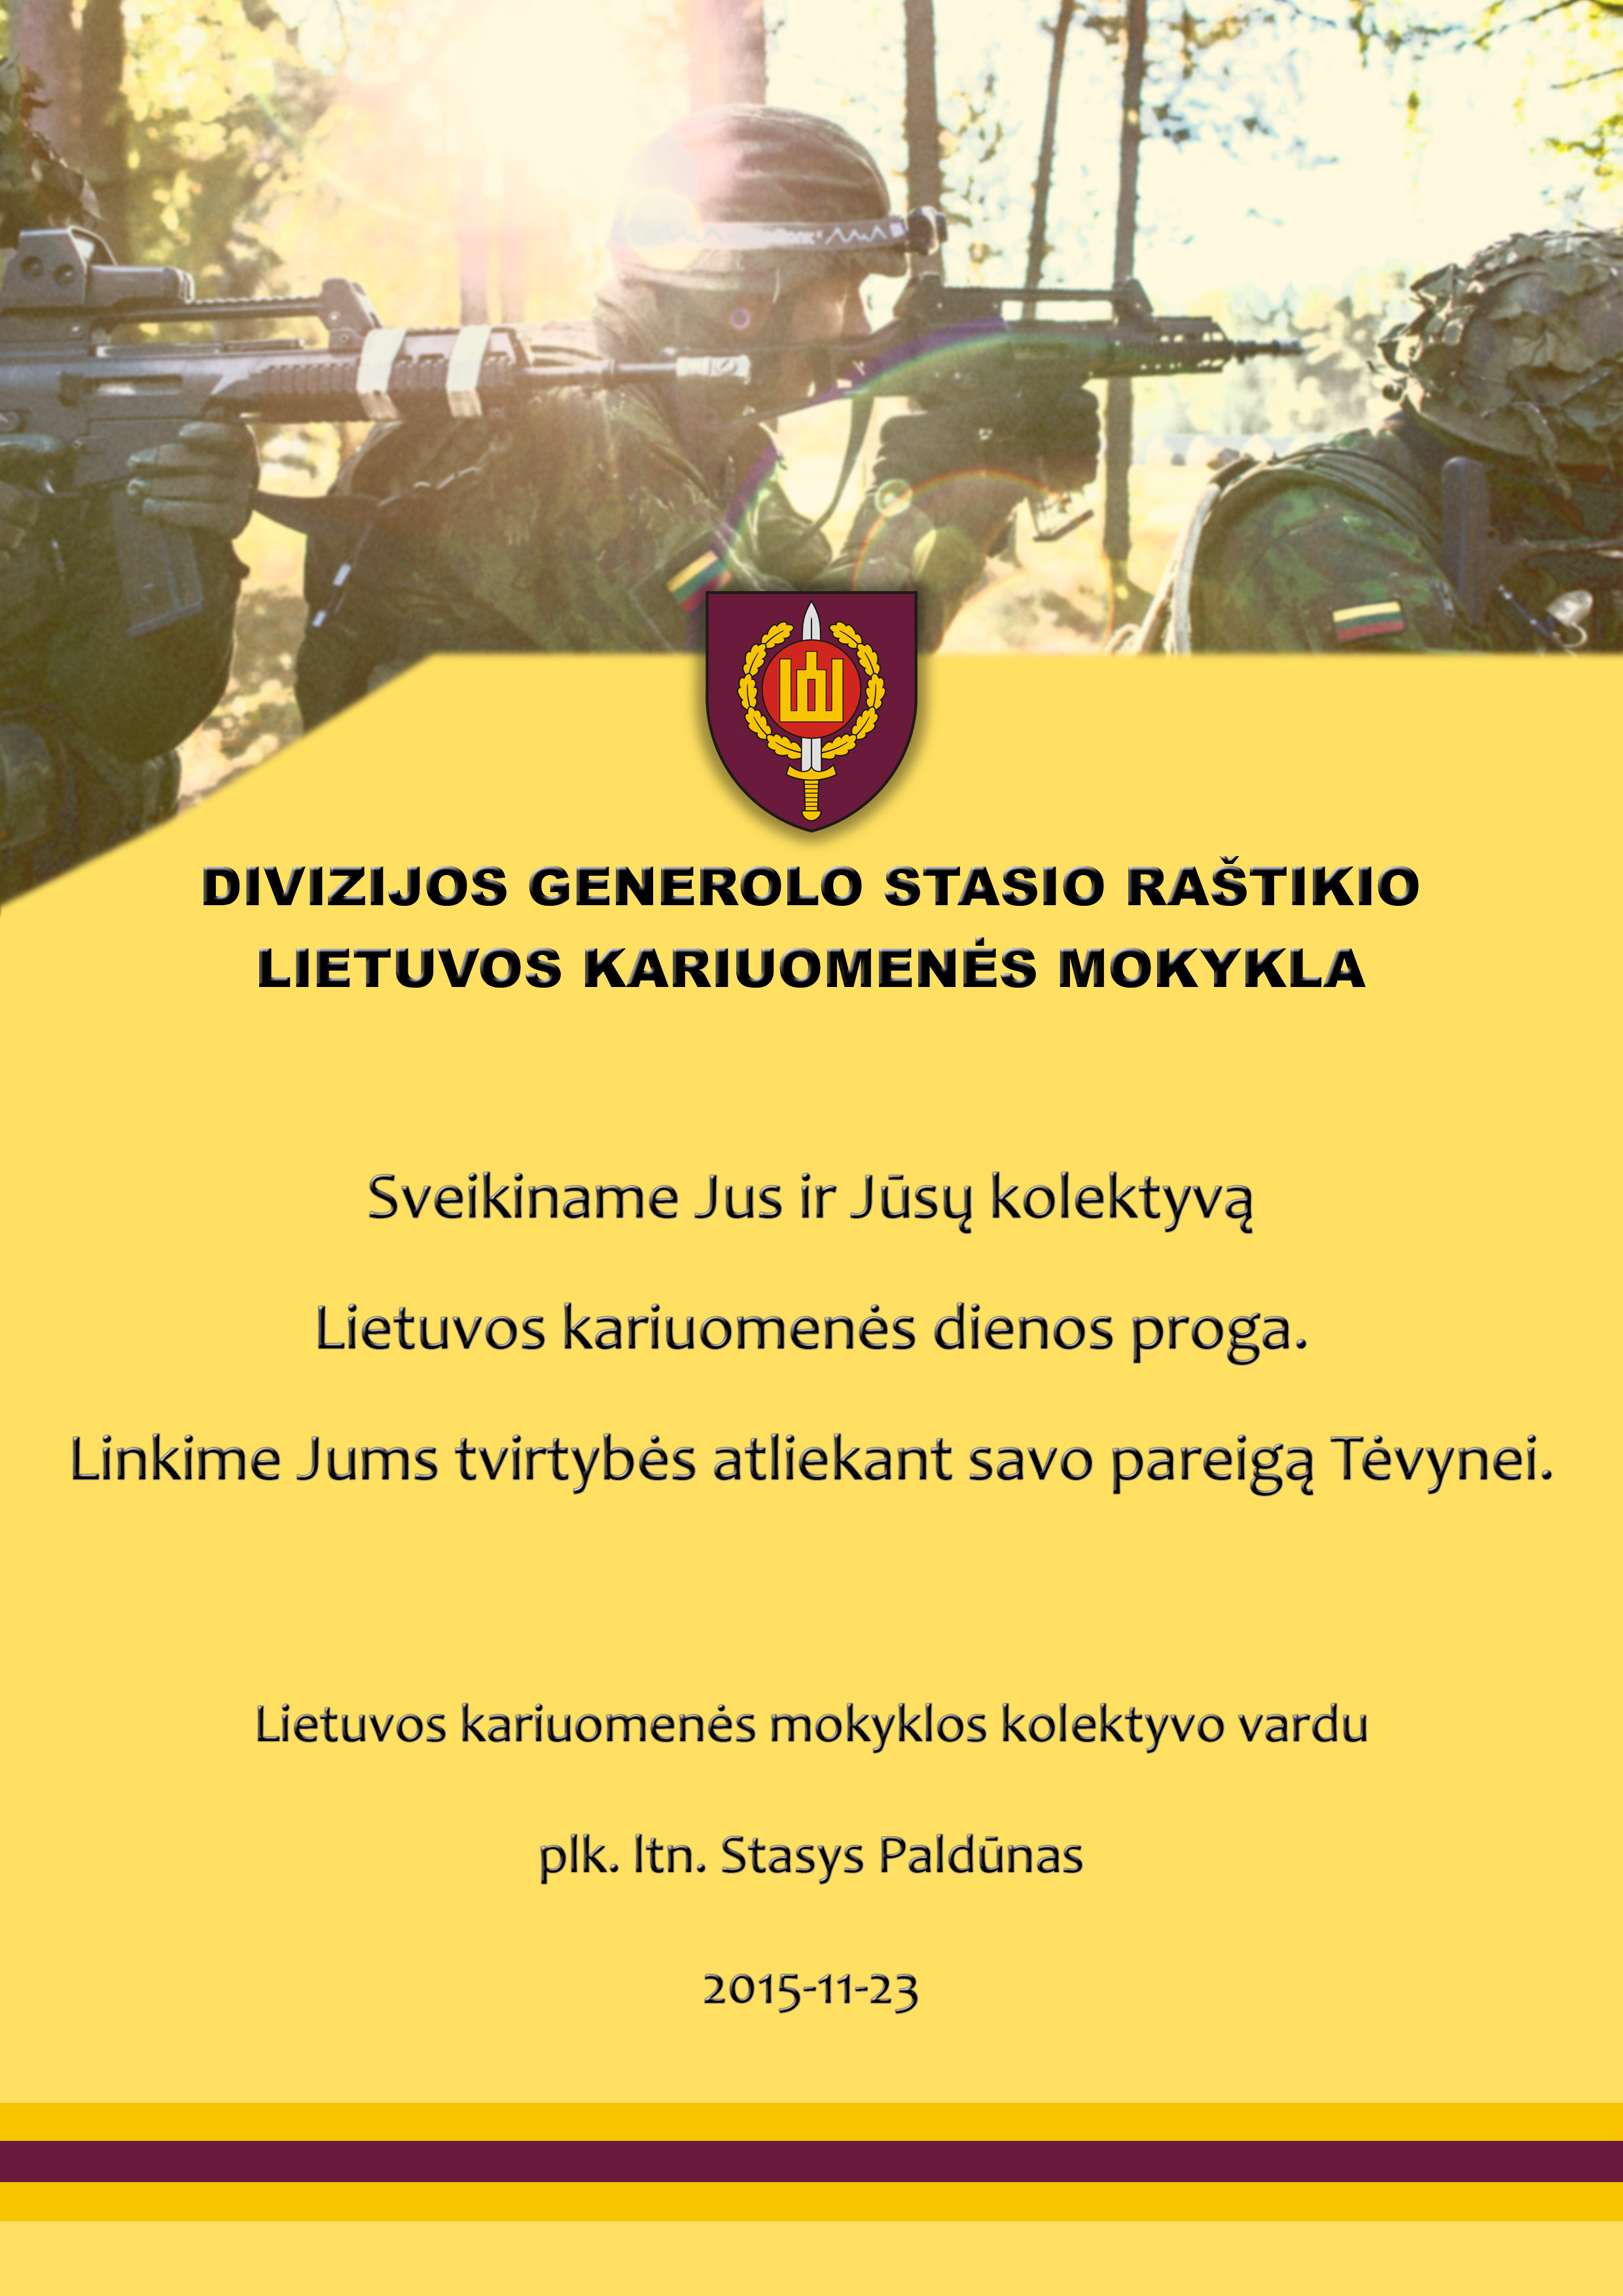 DIVIZIJOS GENEROLO STASIO RAŠTIKIO
LIETUVOS KARIUOMENĖS MOKYKLA
Sveikiname Jus ir Jūsų kolektyvą
Lietuvos kariuomenės dienos proga.
Linkime Jums tvirtybės atliekant savo pareigą Tėvynei.
Lietuvos kariuomenės mokyklos kolektyvo vardu
plk. ltn. Stasys Paldūnas
2015-11-23